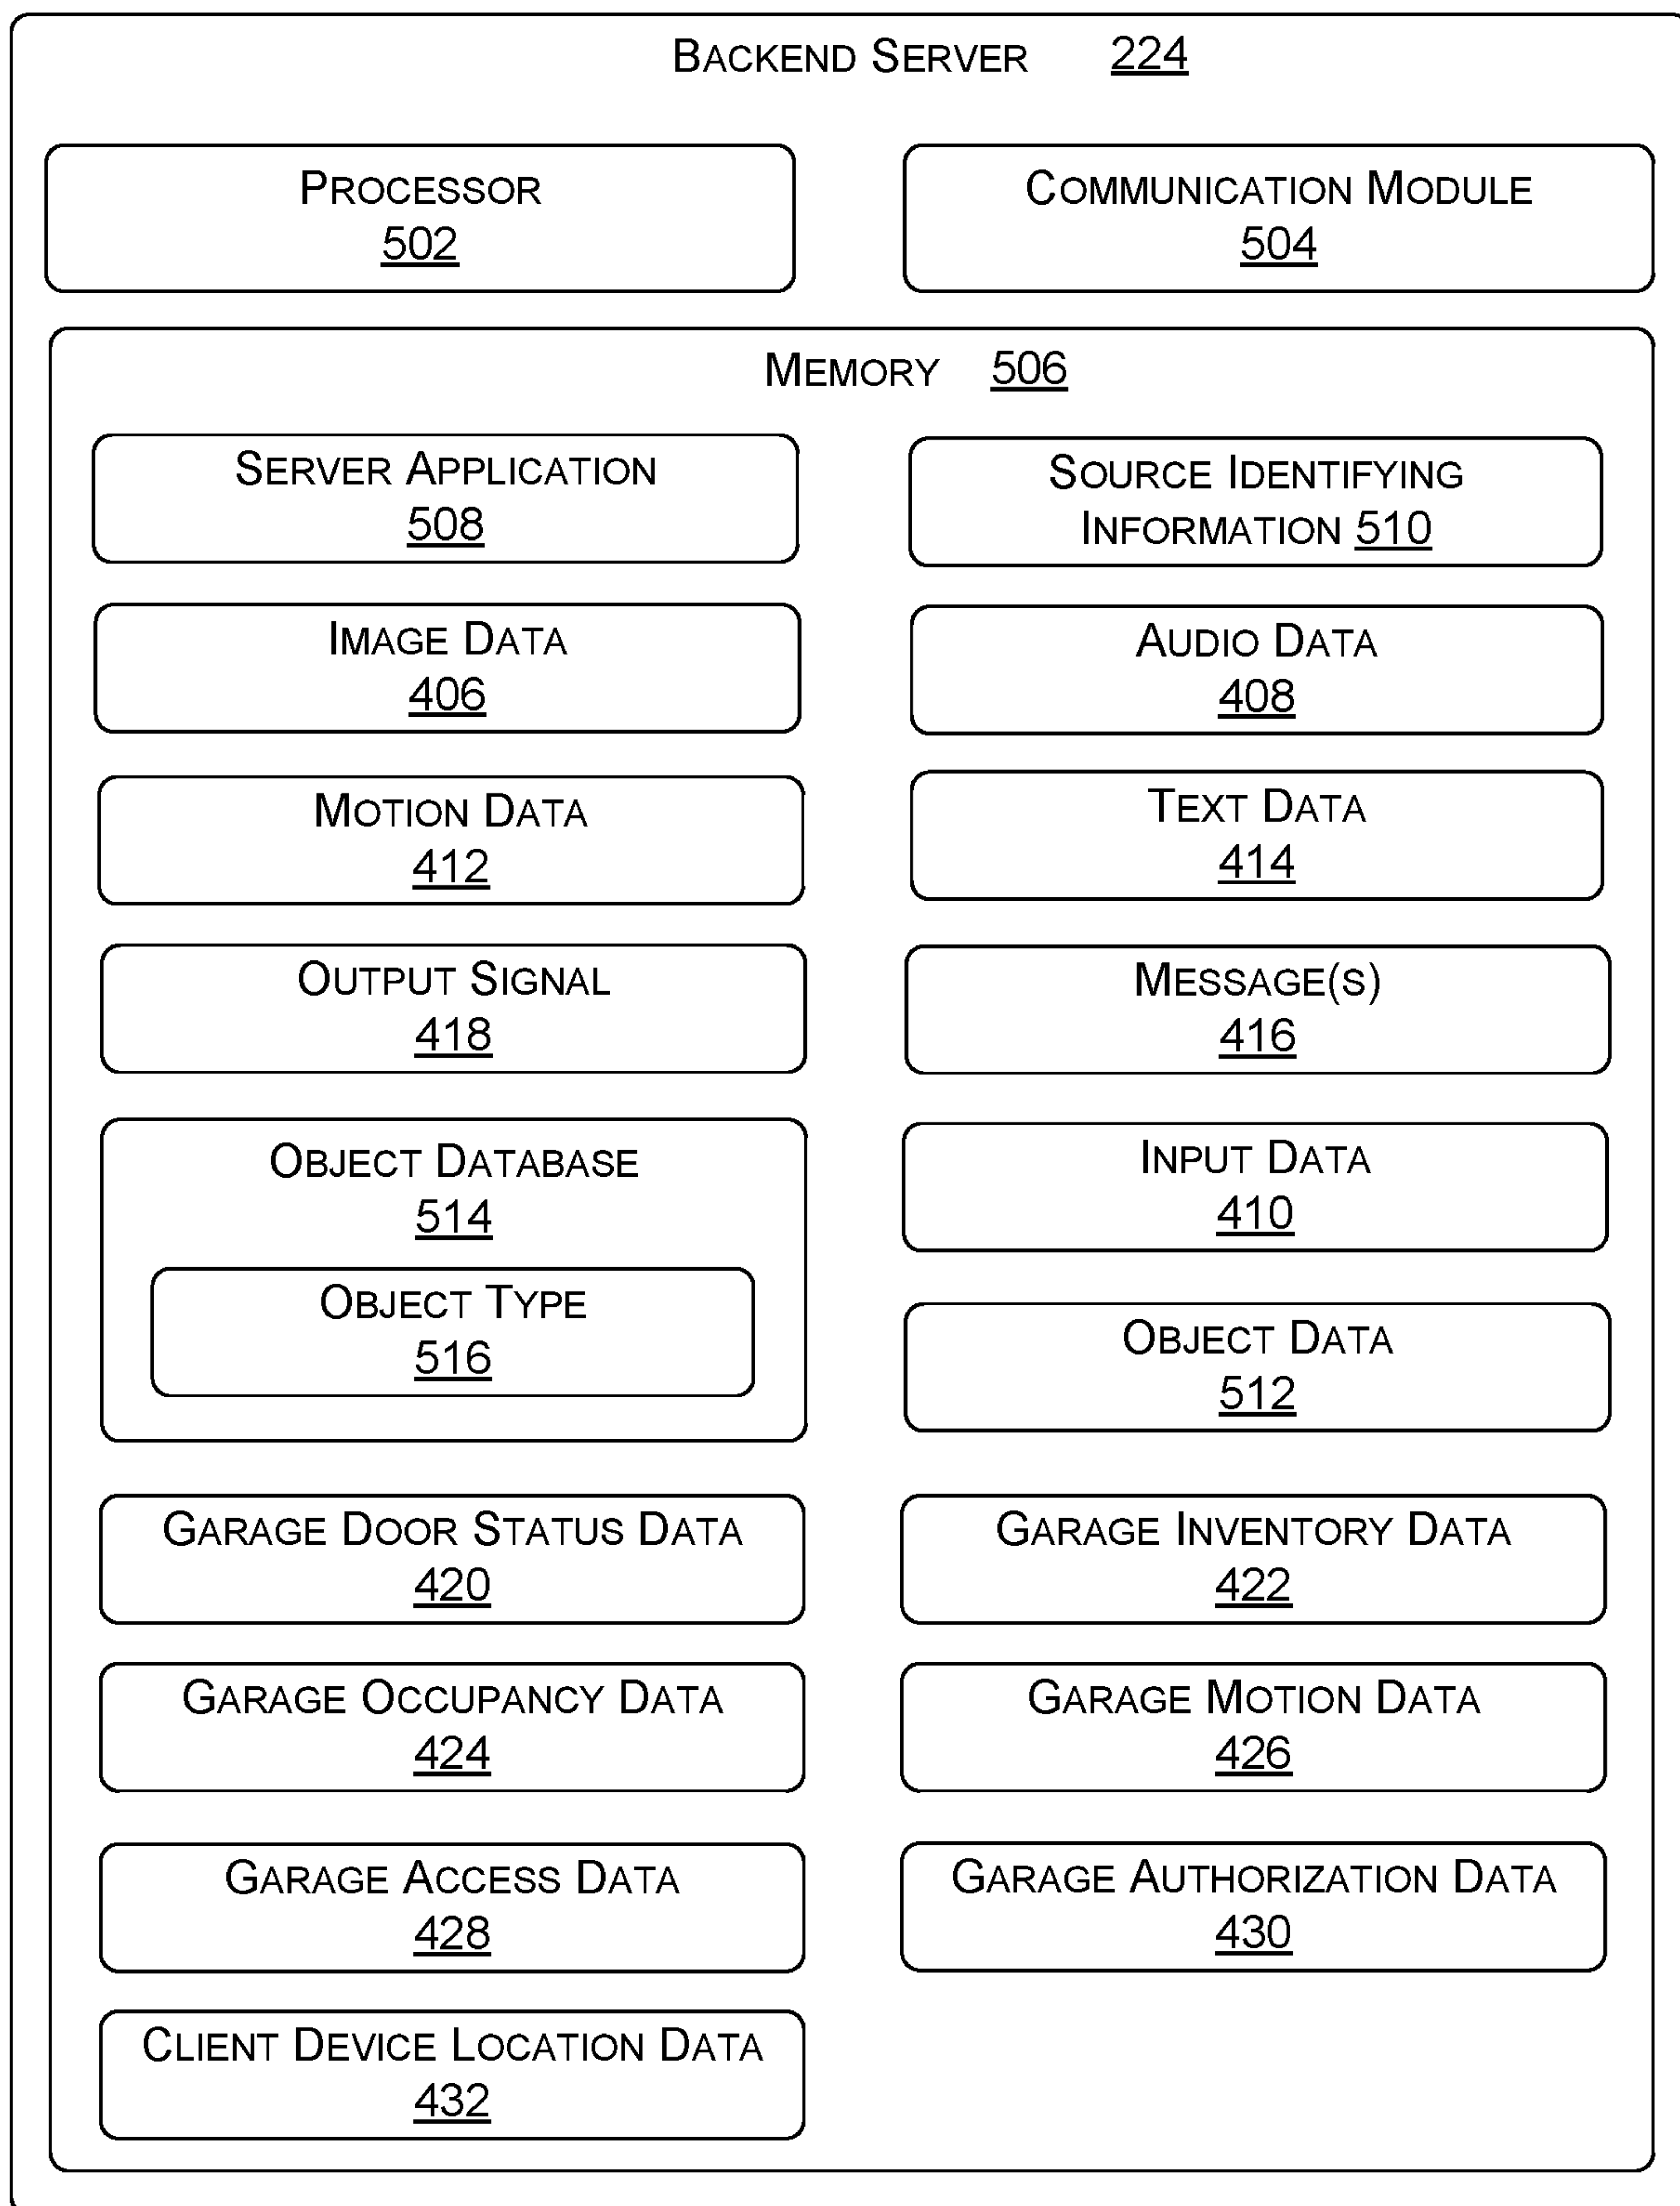 BACKEND SERVER 224
PROCESSOR
502
COMMUNICATION MODULE
504
MEMORY 506
SERVER APPLICATION
508
SOURCE IDENTIFYING
INFORMATION 510
IMAGE DATA
406
AUDIO DATA
408
MOTION DATA
412
TEXT DATA
414
OUTPUT SIGNAL
418
MESSAGE(S)
416
OBJECT DATABASE
514
OBJECT TYPE
516
INPUT DATA
410
OBJECT DATA
512
GARAGE DOOR STATUS DATA
420
GARAGE INVENTORY DATA
422
GARAGE OCCUPANCY DATA
424
GARAGE MOTION DATA
426
GARAGE ACCESS DATA
428
GARAGE AUTHORIZATION DATA
430
CLIENT DEVICE LOCATION DATA
432